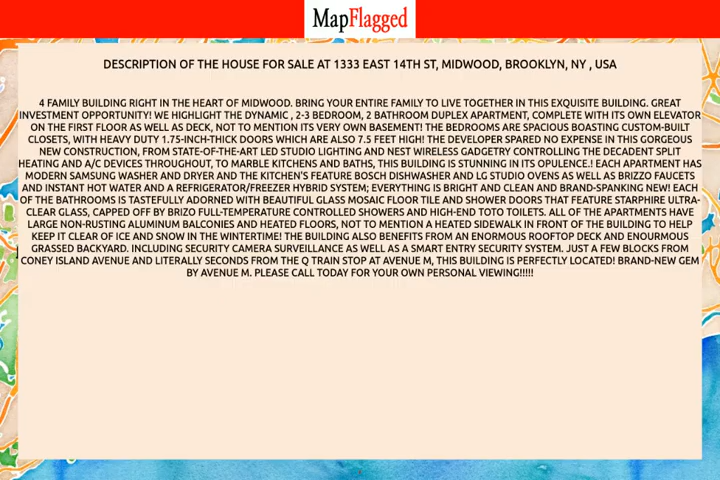 MapFlagged
DESCRIPTION OF THE HOUSE FOR SALE AT 1333 EAST 14TH ST, MIDWOOD, BROOKLYN, NY , USA
4 FAMILY BUILDING RIGHT IN THE HEART OF MIDWOOD. BRING YOUR ENTIRE FAMILY TO LIVE TOGETHER IN THIS EXQUISITE BUILDING. GREAT
INVESTMENT OPPORTUNITY! WE HIGHLIGHT THE DYNAMIC , 2-3 BEDROOM, 2 BATHROOM DUPLEX APARTMENT, COMPLETE WITH ITS OWN ELEVATOR
ON THE FIRST FLOOR AS WELL AS DECK, NOT TO MENTION ITS VERY OWN BASEMENT! THE BEDROOMS ARE SPACIOUS BOASTING CUSTOM-BUILT
CLOSETS, WITH HEAVY DUTY 1.75-INCH-THICK DOORS WHICH ARE ALSO 7.5 FEET HIGH! THE DEVELOPER SPARED NO EXPENSE IN THIS GORGEOUS
NEW CONSTRUCTION, FROM STATE-OF-THE-ART LED STUDIO LIGHTING AND NEST WIRELESS GADGETRY CONTROLLING THE DECADENT SPLIT
HEATING AND A/C DEVICES THROUGHOUT, TO MARBLE KITCHENS AND BATHS, THIS BUILDING IS STUNNING IN ITS OPULENCE.! EACH APARTMENT HAS
MODERN SAMSUNG WASHER AND DRYER AND THE KITCHEN'S FEATURE BOSCH DISHWASHER AND LG STUDIO OVENS AS WELL AS BRIZZO FAUCETS
AND INSTANT HOT WATER AND A REFRIGERATOR/FREEZER HYBRID SYSTEM; EVERYTHING IS BRIGHT AND CLEAN AND BRAND-SPANKING NEW! EACH
OF THE BATHROOMS IS TASTEFULLY ADORNED WITH BEAUTIFUL GLASS MOSAIC FLOOR TILE AND SHOWER DOORS THAT FEATURE STARPHIRE ULTRA-
CLEAR GLASS, CAPPED OFF BY BRIZO FULL-TEMPERATURE CONTROLLED SHOWERS AND HIGH-END TOTO TOILETS. ALL OF THE APARTMENTS HAVE
LARGE NON-RUSTING ALUMINUM BALCONIES AND HEATED FLOORS, NOT TO MENTION A HEATED SIDEWALK IN FRONT OF THE BUILDING TO HELP
KEEP IT CLEAR OF ICE AND SNOW IN THE WINTERTIME! THE BUILDING ALSO BENEFITS FROM AN ENORMOUS ROOFTOP DECK AND ENOURMOUS
GRASSED BACKYARD. INCLUDING SECURITY CAMERA SURVEILLANCE AS WELL AS A SMART ENTRY SECURITY SYSTEM. JUST A FEW BLOCKS FROM
CONEY ISLAND AVENUE AND LITERALLY SECONDS FROM THE Q TRAIN STOP AT AVENUE M, THIS BUILDING IS PERFECTLY LOCATED! BRAND-NEW GEM
BY AVENUE M. PLEASE CALL TODAY FOR YOUR OWN PERSONAL VIEWING!!!!!